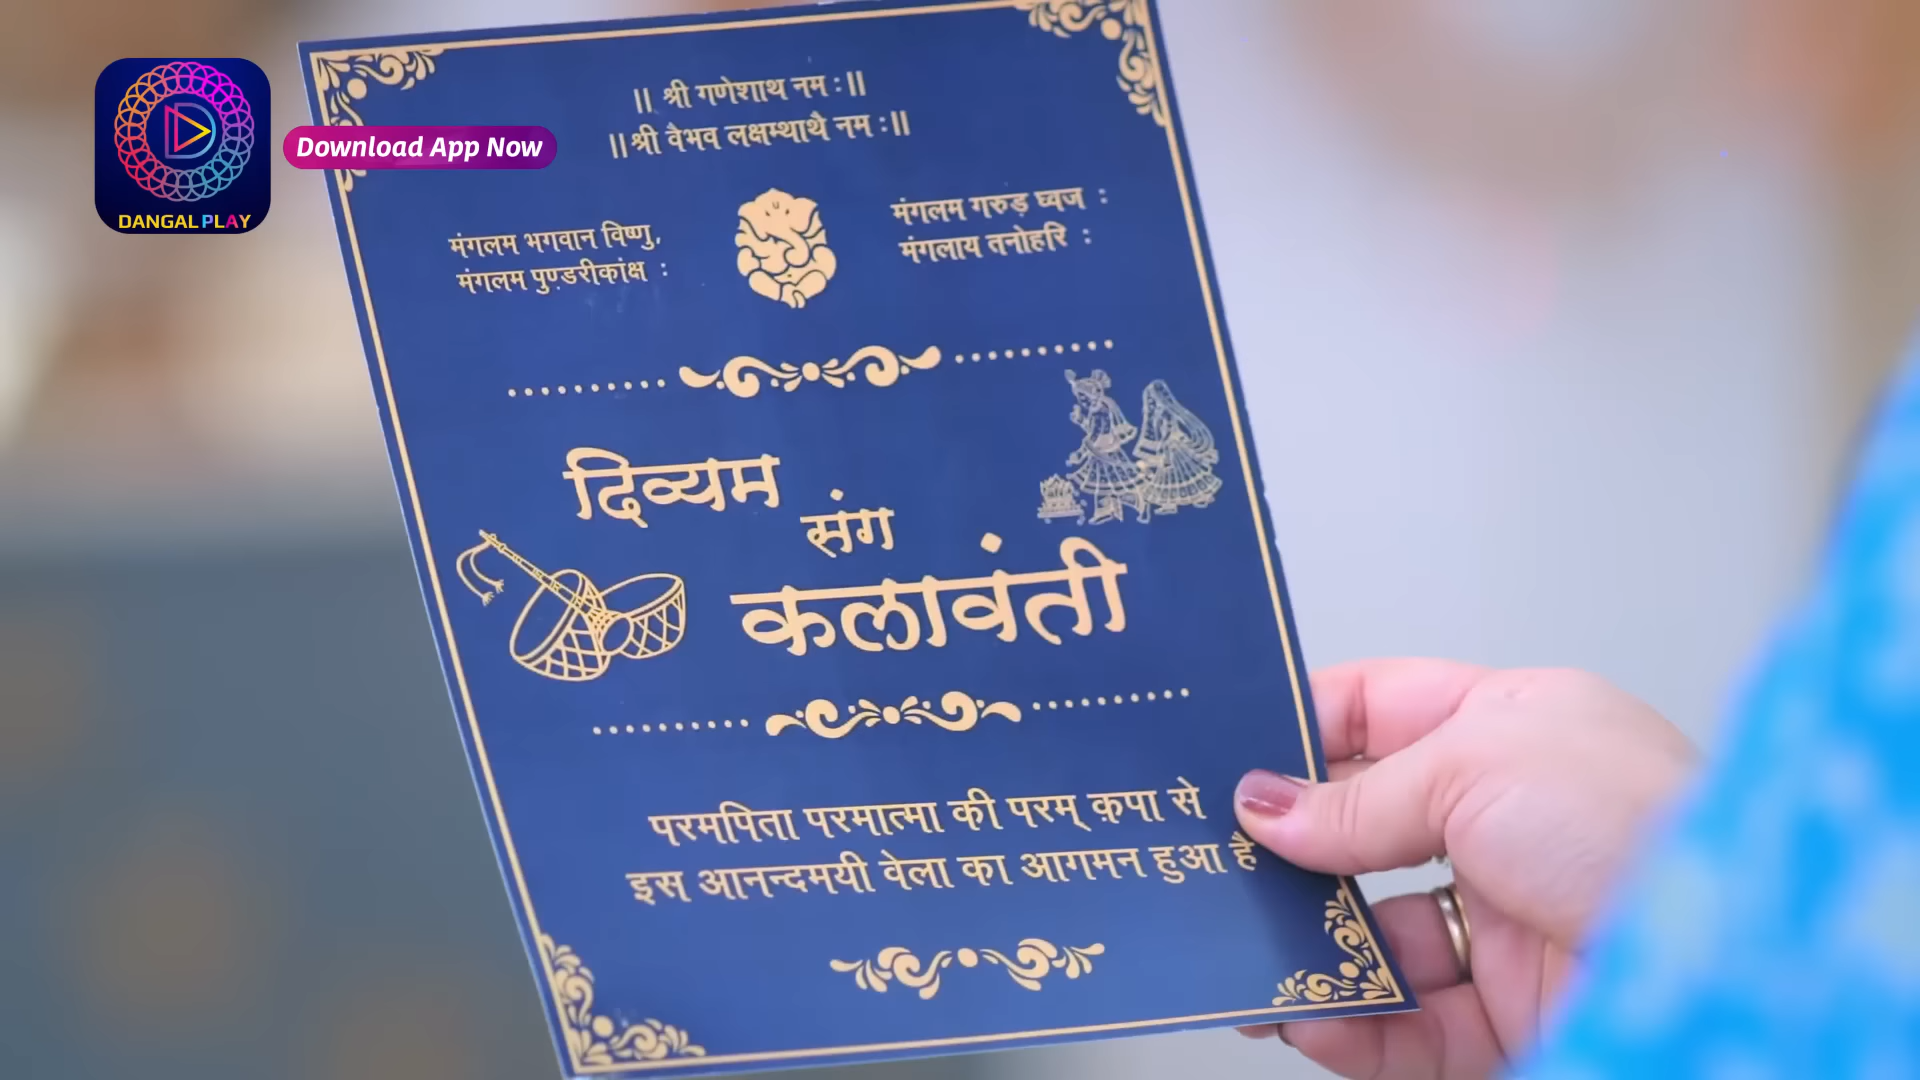 || श्री गणेशाथ नम : ||
|| श्री वैभव लक्षम्थाथै नम : ||
मंगलम भगवान विष्णु,
मंगलम पुण्डरीकांक्ष :
मंगलम गरुड़ घ्वज :
मंगलाय तनोहरि :
दिव्यम
संग
कलावंती
परमपिता परमात्मा की परम् क़पा से
इस आनन्दमयी वेला का आगमन हुआ है
DANGAL PLAY
Download App Now